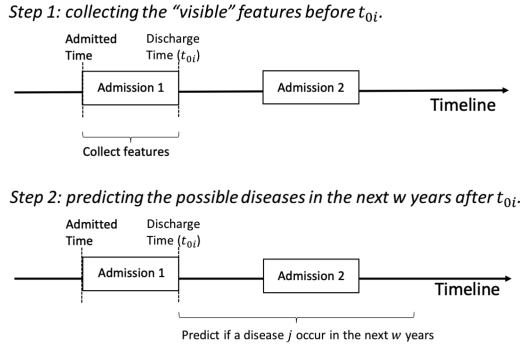 Step 1: collecting the “visible” features before t₀ᵢ.
Admitted Time
Discharge Time (t₀ᵢ)
Admission 1
Admission 2
Timeline
Collect features
Step 2: predicting the possible diseases in the next w years after t₀ᵢ.
Admitted Time
Discharge Time (t₀ᵢ)
Admission 1
Admission 2
Timeline
Predict if a disease j occur in the next w years